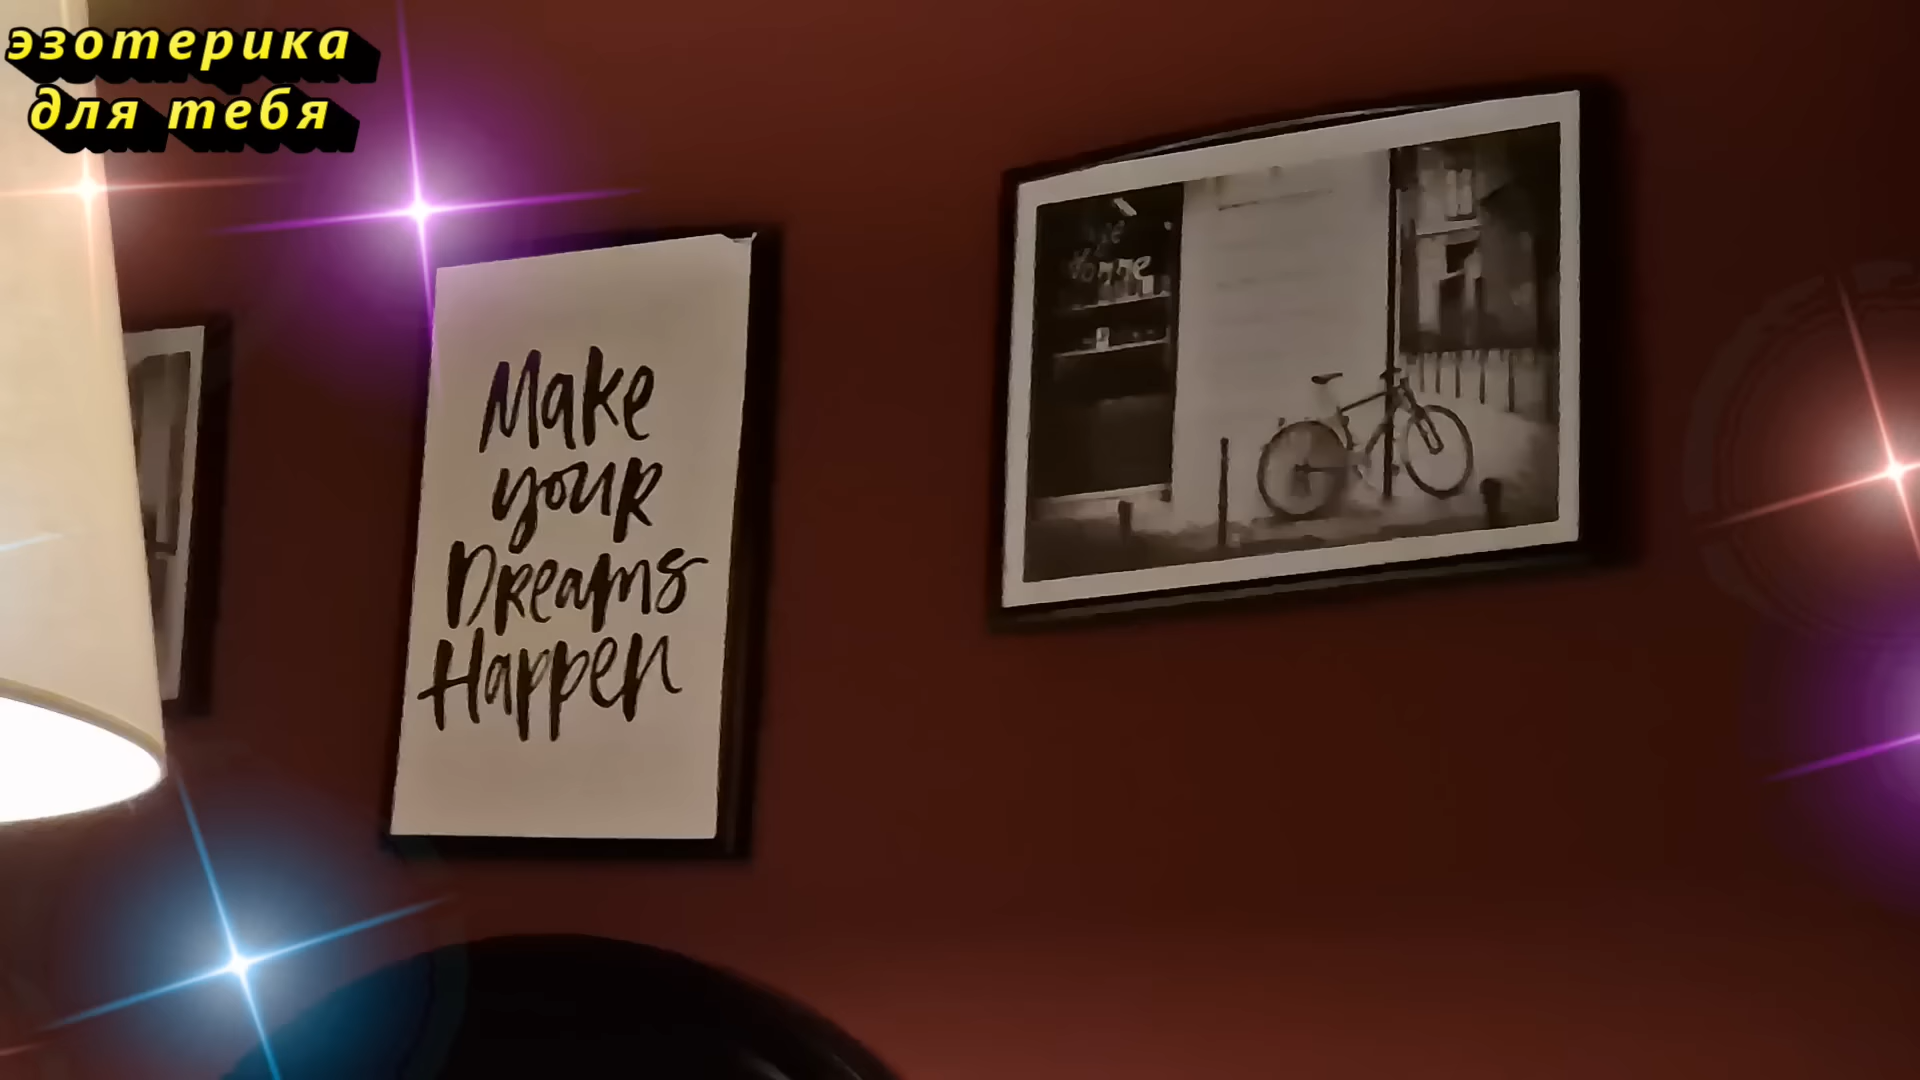 эзотерика
для тебя
Make
your
Dreams
Happen